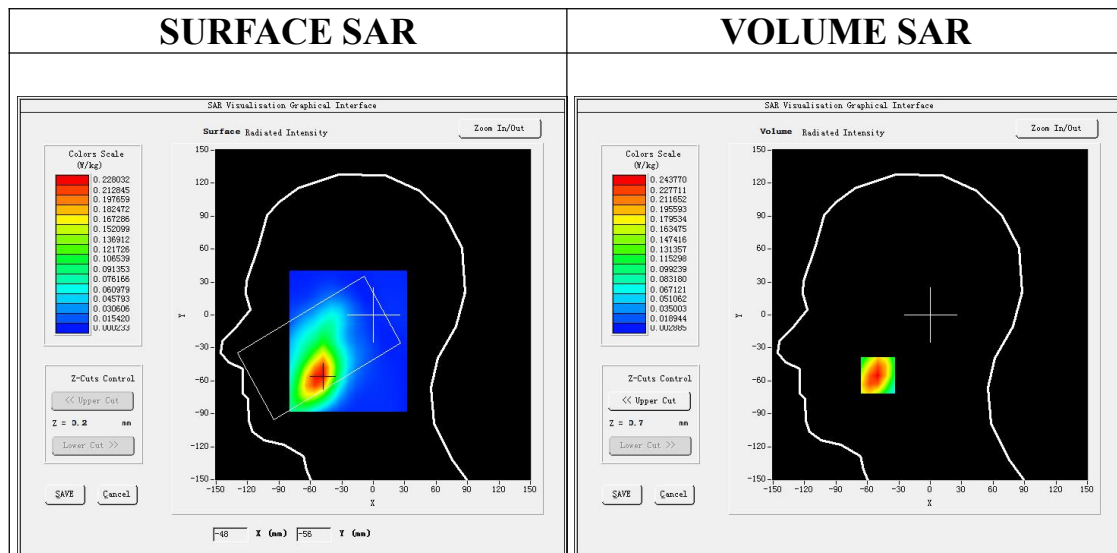 SURFACE SAR
VOLUME SAR
SAR Visualisation Graphical Interface
Surface Radiated Intensity
Zoom In/Out
Colors Scale
(W/kg)
0.228032
0.212845
0.197659
0.182472
0.167286
0.152099
0.136912
0.121726
0.106539
0.091353
0.076166
0.060979
0.045793
0.030606
0.015420
0.000233
Z-Cuts Control
<< Upper Cut
Z = 0.2 mm
Lower Cut >>
SAVE
Cancel
150
120
90
60
30
0
-30
-60
-90
-120
-150
Y
-150 -120 -90 -60 -30 0 30 60 90 120 150
X
-48 X (mm) -56 Y (mm)
SAR Visualisation Graphical Interface
Volume Radiated Intensity
Zoom In/Out
Colors Scale
(W/kg)
0.243770
0.227711
0.211652
0.195593
0.179534
0.163475
0.147416
0.131357
0.115298
0.099239
0.083180
0.067121
0.051062
0.035003
0.018944
0.002885
Z-Cuts Control
<< Upper Cut
Z = 0.7 mm
Lower Cut >>
SAVE
Cancel
150
120
90
60
30
0
-30
-60
-90
-120
-150
Y
-150 -120 -90 -60 -30 0 30 60 90 120 150
X